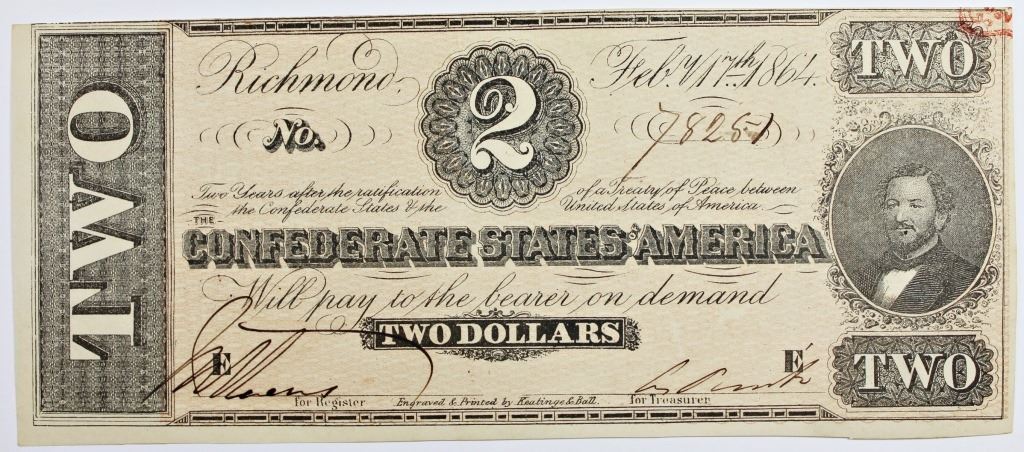 TWO
Richmond, Feby 17th 1864.
2
TWO
No. 78251
Two Years after the ratification of a Treaty of Peace between
the Confederate States & the United States of America.
THE
CONFEDERATE STATES OF AMERICA
Will pay to the bearer on demand
TWO DOLLARS
E E
TWO
for Register Engraved & Printed by Keatinge & Ball. for Treasurer